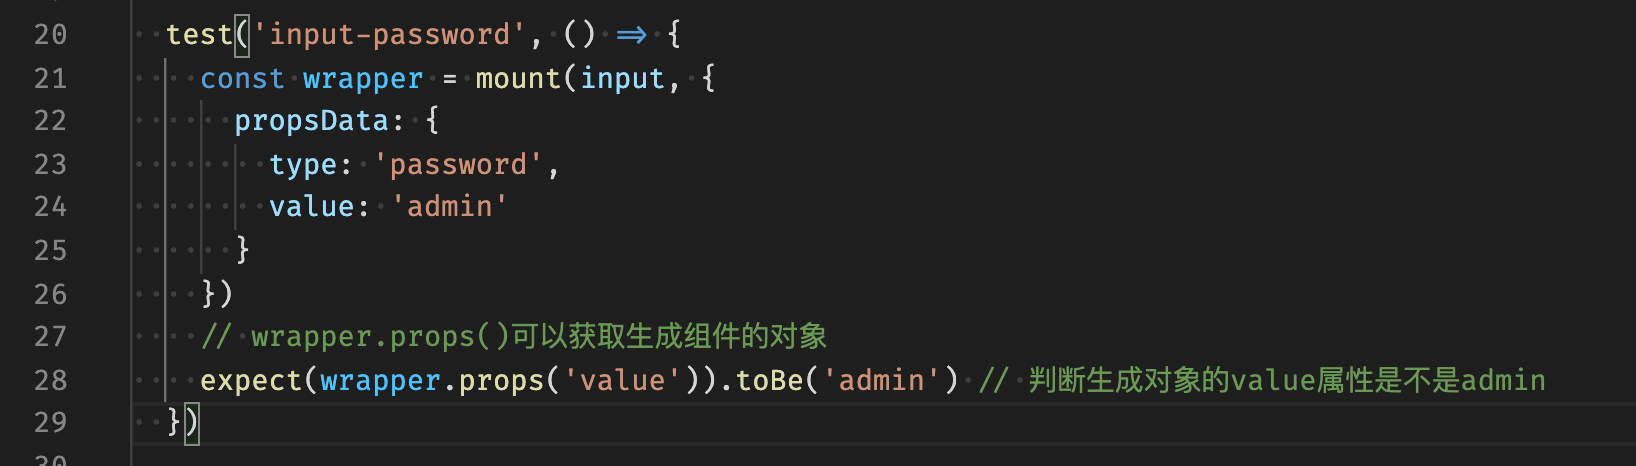 20 test('input-password', () => {
21 const wrapper = mount(input, {
22 propsData: {
23 type: 'password',
24 value: 'admin'
25 }
26 })
27 // wrapper.props()可以获取生成组件的对象
28 expect(wrapper.props('value')).toBe('admin') // 判断生成对象的value属性是不是admin
29 })
30